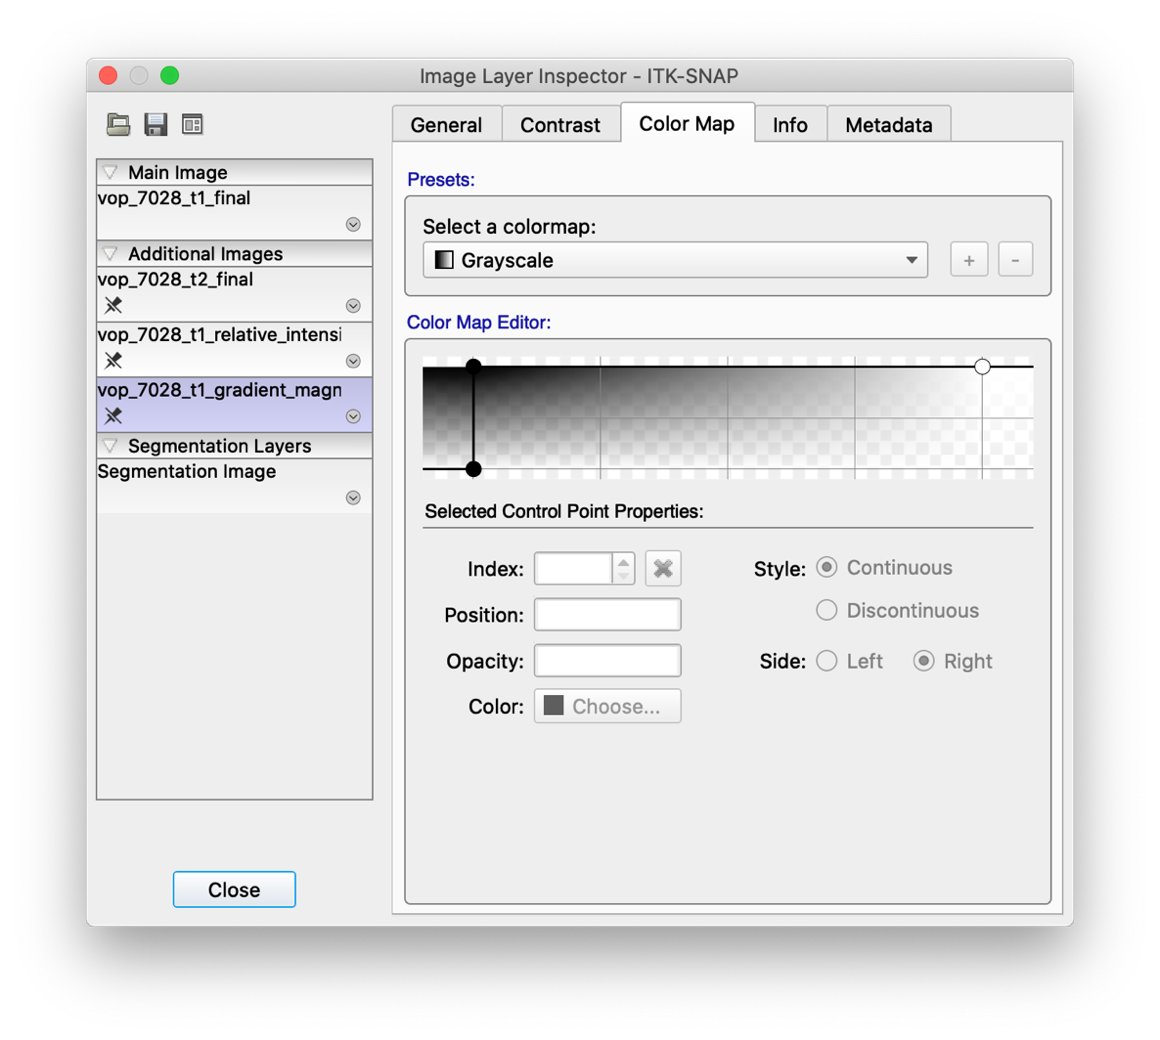 Image Layer Inspector - ITK-SNAP
General
Contrast
Color Map
Info
Metadata
Main Image
vop_7028_t1_final
Additional Images
vop_7028_t2_final
vop_7028_t1_relative_intensi
vop_7028_t1_gradient_magn
Segmentation Layers
Segmentation Image
Close
Presets:
Select a colormap:
Grayscale
+
-
Color Map Editor:
Selected Control Point Properties:
Index:
Position:
Opacity:
Color:
Choose...
Style:
Continuous
Discontinuous
Side:
Left
Right